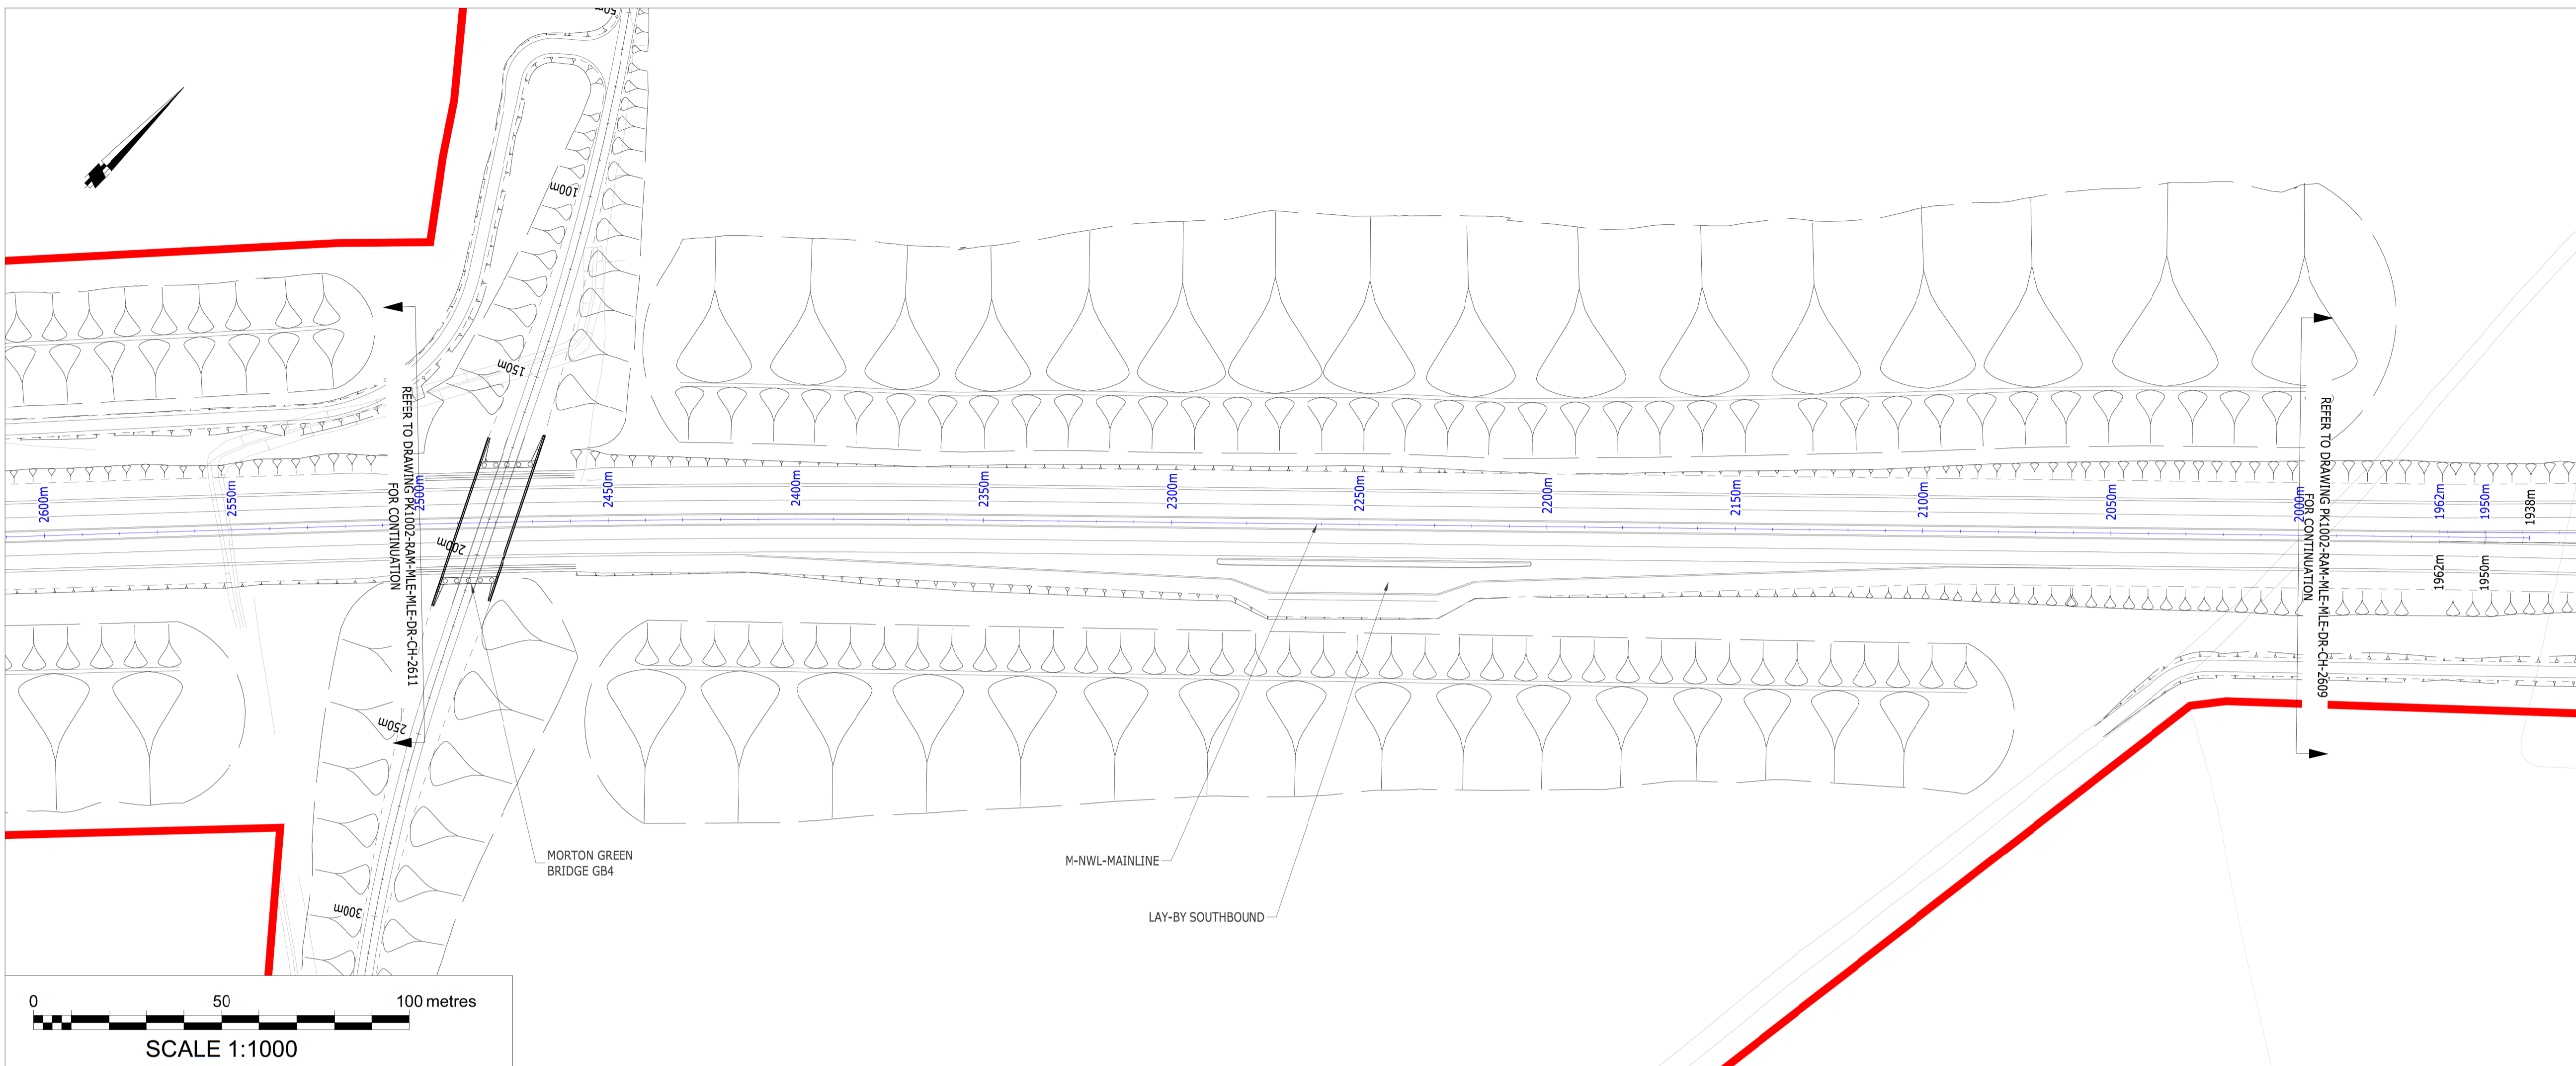 50m
100m
150m
REFER TO DRAWING PK1002-RAM-MLE-MLE-DR-CH-2611
FOR CONTINUATION
REFER TO DRAWING PK1002-RAM-MLE-MLE-DR-CH-2609
FOR CONTINUATION
2600m
2550m
2500m
2450m
2400m
2350m
2300m
2250m
2200m
2150m
2100m
2050m
2000m
1962m
1950m
1938m
200m
1962m
1950m
250m
MORTON GREEN
BRIDGE GB4
M-NWL-MAINLINE
300m
LAY-BY SOUTHBOUND
0 50 100 metres
SCALE 1:1000